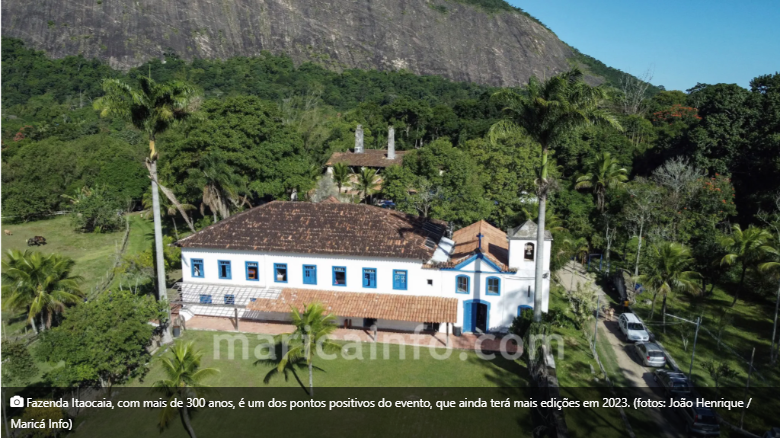 maricainfo.com
Fazenda Itaocaia, com mais de 300 anos, é um dos pontos positivos do evento, que ainda terá mais edições em 2023. (fotos: João Henrique /
Maricá Info)